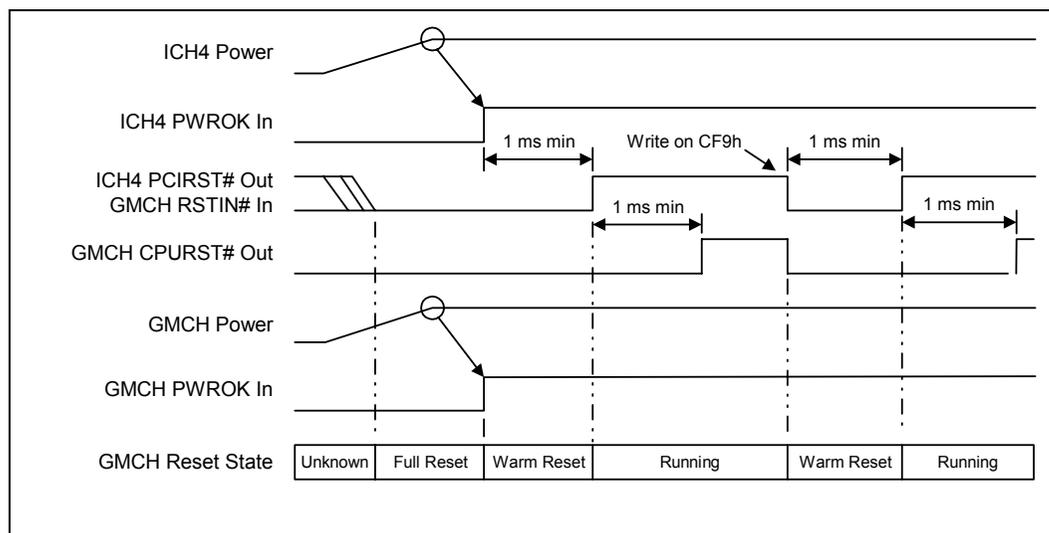 ICH4 Power
ICH4 PWROK In
1 ms min
Write on CF9h
1 ms min
ICH4 PCIRST# Out
GMCH RSTIN# In
1 ms min
1 ms min
GMCH CPURST# Out
GMCH Power
GMCH PWROK In
GMCH Reset State
Unknown
Full Reset
Warm Reset
Running
Warm Reset
Running